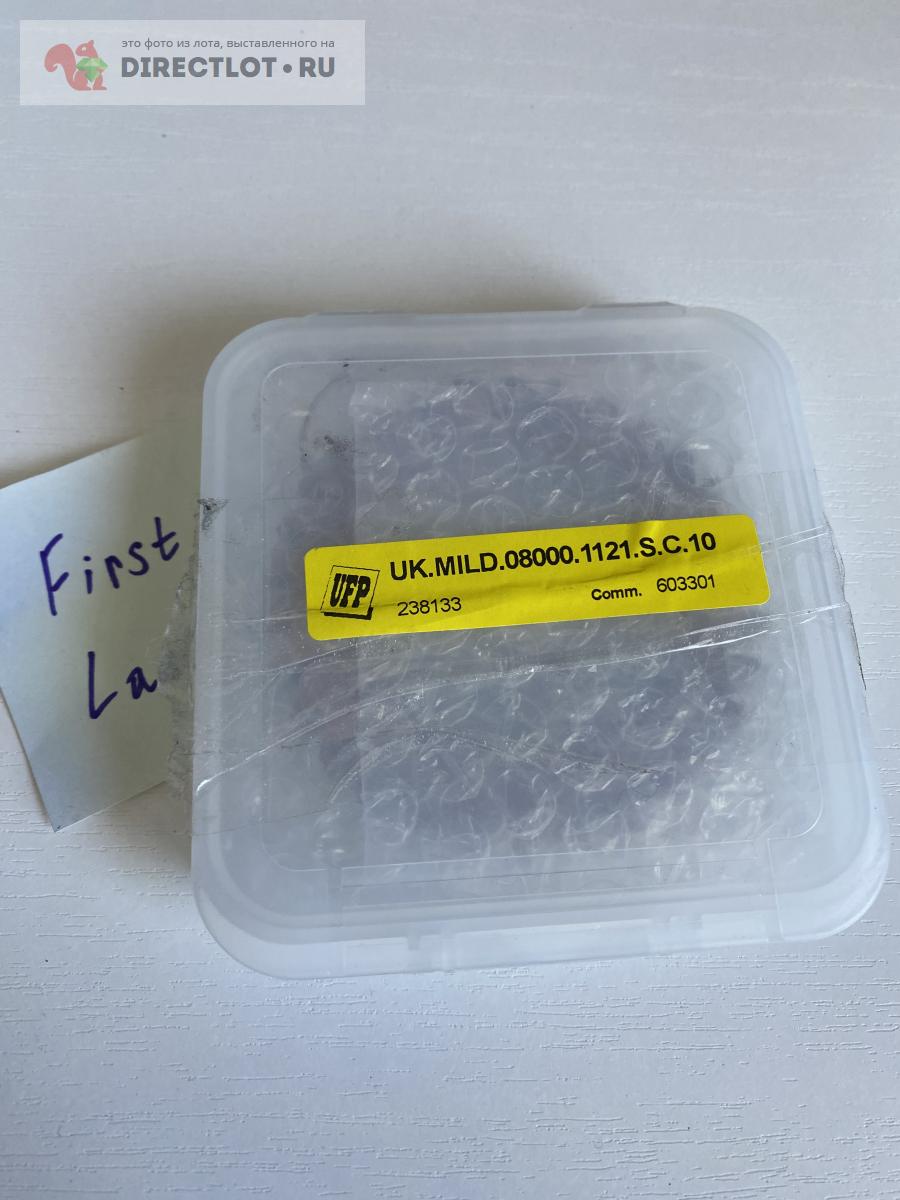 это фото из лота, выставленного на
DIRECTLOT•RU
First
La
UFP
UK.MILD.08000.1121.S.C.10
238133 Comm. 603301